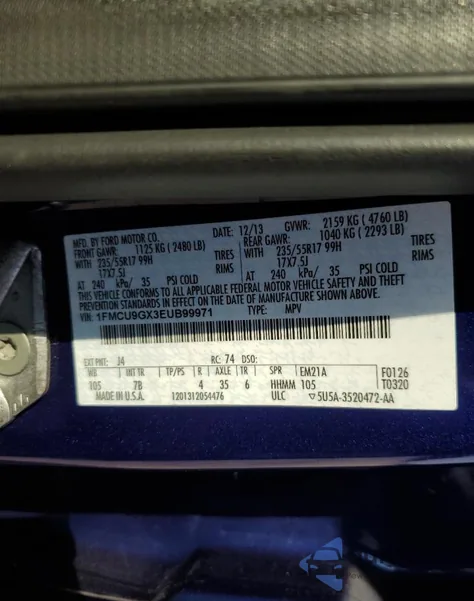 MFD. BY FORD MOTOR CO. DATE: 12/13 GVWR: 2159 KG ( 4760 LB)
FRONT GAWR: 1125 KG ( 2480 LB) REAR GAWR: 1040 KG ( 2293 LB)
WITH 235/55R17 99H TIRES WITH 235/55R17 99H TIRES
17X7.5J RIMS 17X7.5J RIMS
AT 240 kPa/ 35 PSI COLD AT 240 kPa/ 35 PSI COLD
THIS VEHICLE CONFORMS TO ALL APPLICABLE FEDERAL MOTOR VEHICLE SAFETY AND THEFT
PREVENTION STANDARDS IN EFFECT ON THE DATE OF MANUFACTURE SHOWN ABOVE.
VIN: 1FMCU9GX3EUB99971 TYPE: MPV
EXT PNT: J4 RC: 74 DSO: F0126
WB INT TR TP/PS R AXLE TR SPR EM21A T0320
105 7B 4 35 6 HHMM 105
MADE IN U.S.A. 1201312054476 ULC ▽5U5A-3520472-AA